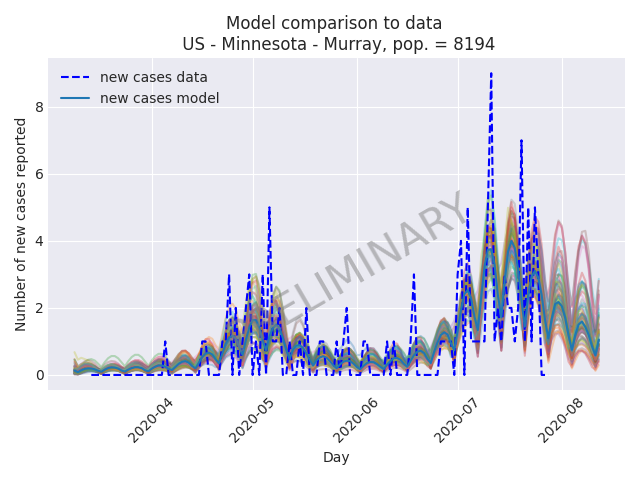 Model comparison to data
US - Minnesota - Murray, pop. = 8194
new cases data
new cases model
PRELIMINARY
Number of new cases reported
8
6
4
2
0
2020-04
2020-05
2020-06
2020-07
2020-08
Day